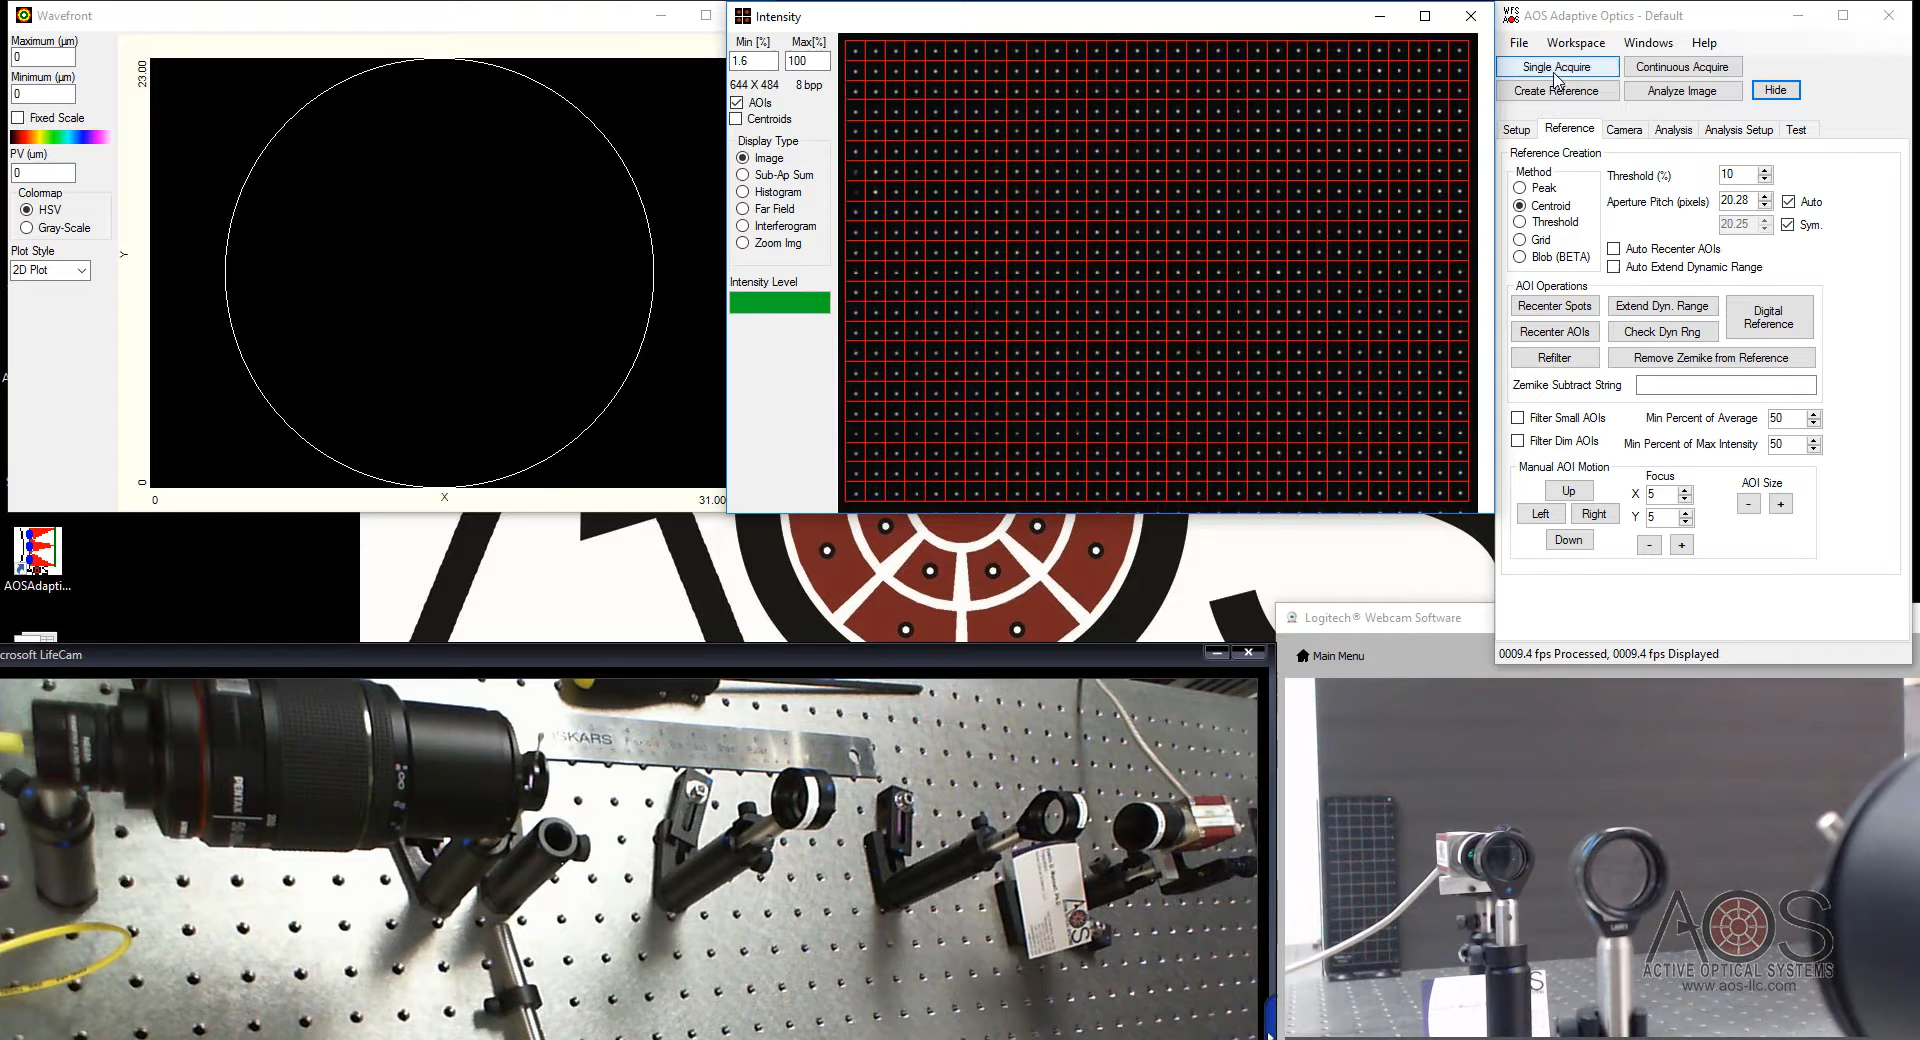 Wavefront
Maximum (µm)
0
Minimum (µm)
0
Fixed Scale
PV (um)
0
Colormap
HSV
Gray-Scale
Plot Style
2D Plot
23.00
Y
0
0
X
31.00
Intensity
Min [%]
Max[%]
1.6
100
644 X 484
8 bpp
AOIs
Centroids
Display Type
Image
Sub-Ap Sum
Histogram
Far Field
Interferogram
Zoom Img
Intensity Level
WFS
AOS
AOS Adaptive Optics - Default
File
Workspace
Windows
Help
Single Acquire
Continuous Acquire
Create Reference
Analyze Image
Hide
Setup
Reference
Camera
Analysis
Analysis Setup
Test
Reference Creation
Method
Peak
Centroid
Threshold
Grid
Blob (BETA)
Threshold (%)
10
Aperture Pitch (pixels)
20.28
Auto
20.25
Sym.
Auto Recenter AOIs
Auto Extend Dynamic Range
AOI Operations
Recenter Spots
Extend Dyn. Range
Digital
Reference
Recenter AOIs
Check Dyn Rng
Refilter
Remove Zernike from Reference
Zernike Subtract String
Filter Small AOIs
Min Percent of Average
50
Filter Dim AOIs
Min Percent of Max Intensity
50
Manual AOI Motion
Up
Left
Right
Down
Focus
X
5
Y
5
-
+
AOI Size
-
+
0009.4 fps Processed, 0009.4 fps Displayed
AOSAdapti...
crosoft LifeCam
Logitech® Webcam Software
Main Menu
SKARS
PENTAX
AOS
AOS
ACTIVE OPTICAL SYSTEMS
www.aos-llc.com